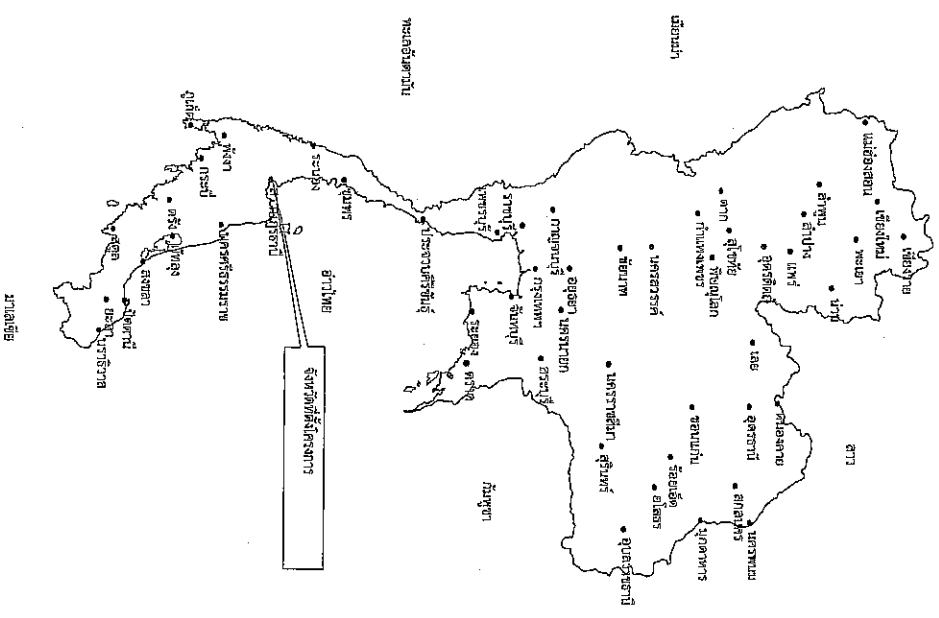 เมียนม่า
ทะเลอันดามัน
แม่ฮ่องสอน
เชียงใหม่
เชียงราย
พะเยา
ลำพูน
ลำปาง
แพร่
น่าน
อุตรดิตถ์
ตาก
สุโขทัย
พิษณุโลก
กำแพงเพชร
นครสวรรค์
ชัยนาท
เลย
หนองคาย
อุดรธานี
สกลนคร
นครพนม
มุกดาหาร
ขอนแก่น
ร้อยเอ็ด
ยโสธร
อุบลราชธานี
นครราชสีมา
สุรินทร์
ลาว
กัมพูชา
กาญจนบุรี
อยุธยา
นครนายก
สระบุรี
กรุงเทพฯ
ราชบุรี
เพชรบุรี
จันทบุรี
ระยอง
ตราด
ประจวบคีรีขันธ์
ชุมพร
ระนอง
อ่าวไทย
จังหวัดที่ตั้งโครงการ
สุราษฎร์ธานี
นครศรีธรรมราช
พังงา
ภูเก็ต
กระบี่
ตรัง
พัทลุง
สงขลา
สตูล
ปัตตานี
ยะลา
นราธิวาส
มาเลเซีย